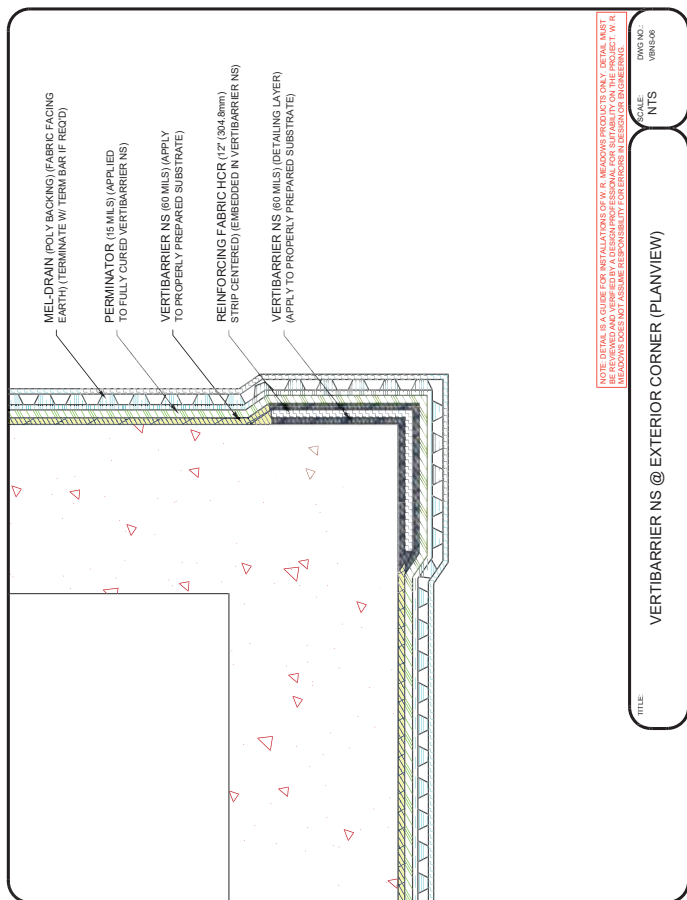 MEL-DRAIN (POLY BACKING) (FABRIC FACING
EARTH) (TERMINATE W/ TERM BAR IF REQ'D)
PERMINATOR (15 MILS) (APPLIED
TO FULLY CURED VERTIBARRIER NS)
VERTIBARRIER NS (60 MILS) (APPLY
TO PROPERLY PREPARED SUBSTRATE)
REINFORCING FABRIC HCR (12" (304.8mm)
STRIP CENTERED) (EMBEDDED IN VERTIBARRIER NS)
VERTIBARRIER NS (60 MILS) (DETAILING LAYER)
(APPLY TO PROPERLY PREPARED SUBSTRATE)
NOTE: DETAIL IS A GUIDE FOR INSTALLATIONS OF W. R. MEADOWS PRODUCTS ONLY. DETAIL MUST
BE REVIEWED AND VERIFIED BY A DESIGN PROFESSIONAL FOR SUITABILITY ON THE PROJECT. W. R.
MEADOWS DOES NOT ASSUME RESPONSIBILITY FOR ERRORS IN DESIGN OR ENGINEERING.
TITLE:
VERTIBARRIER NS @ EXTERIOR CORNER (PLANVIEW)
SCALE:
NTS
DWG NO.:
VBNS-06